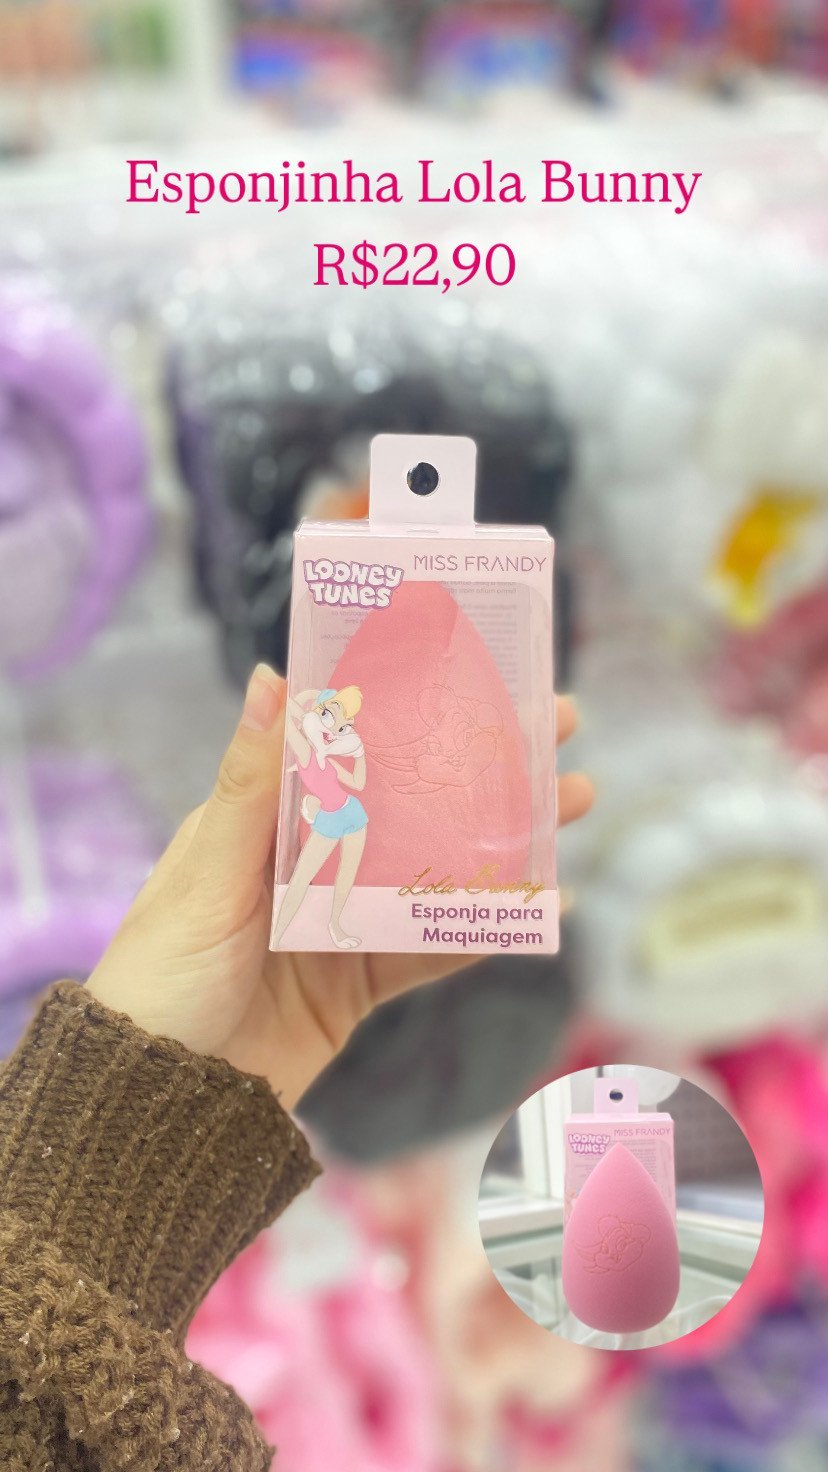 Esponjinha Lola Bunny
R$22,90
LOONEY
TUNES
MISS FRANDY
Lola Bunny
Esponja para
Maquiagem
LOONEY
TUNES
MISS FRANDY